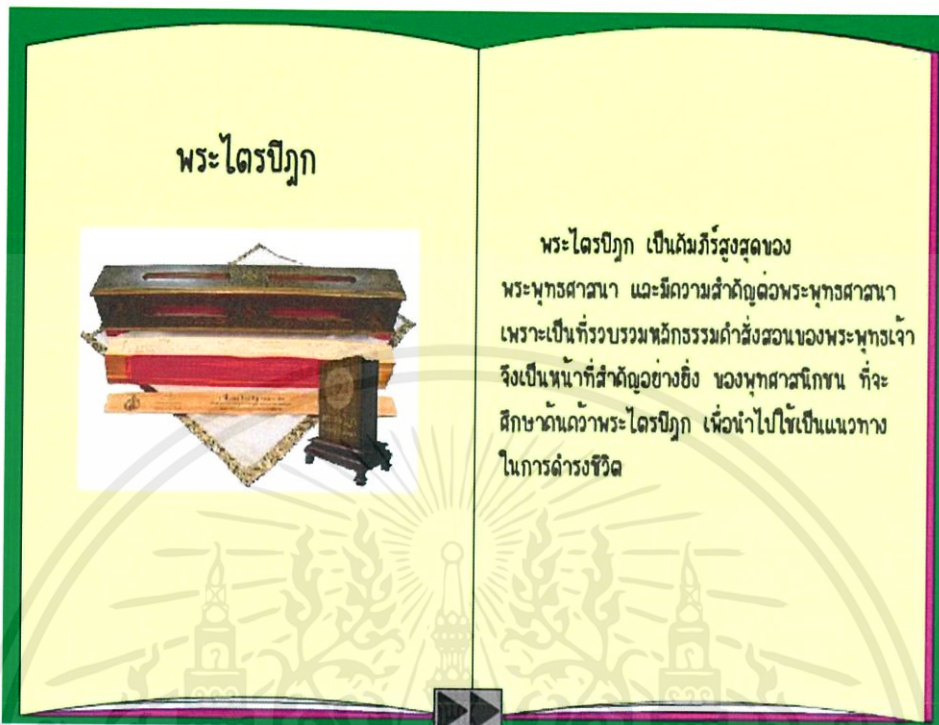 พระไตรปิฎก
พระไตรปิฎก เป็นคัมภีร์สูงสุดของ
พระพุทธศาสนา และมีความสำคัญต่อพระพุทธศาสนา
เพราะเป็นที่รวบรวมหลักธรรมคำสั่งสอนของพระพุทธเจ้า
จึงเป็นหน้าที่สำคัญอย่างยิ่ง ของพุทศาสนิกชน ที่จะ
ศึกษาค้นคว้าพระไตรปิฎก เพื่อนำไปใช้เป็นแนวทาง
ในการดำรงชีวิต